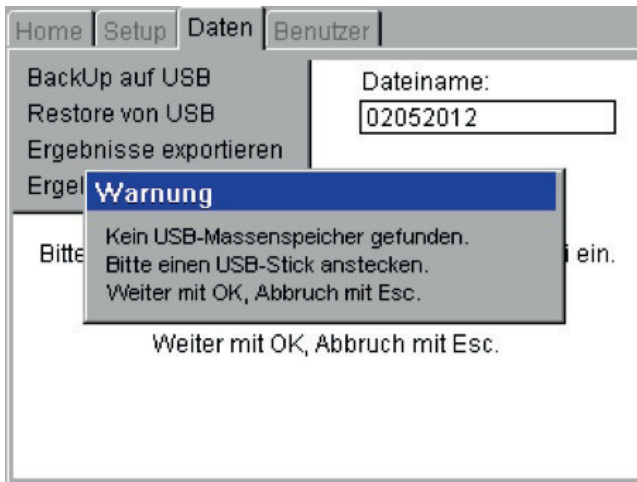 Home Setup Daten Benutzer
BackUp auf USB
Restore von USB
Ergebnisse exportieren
Dateiname:
02052012
Warnung
Kein USB-Massenspeicher gefunden.
Bitte einen USB-Stick anstecken.
Weiter mit OK, Abbruch mit Esc.
Bitte ein.
Weiter mit OK, Abbruch mit Esc.